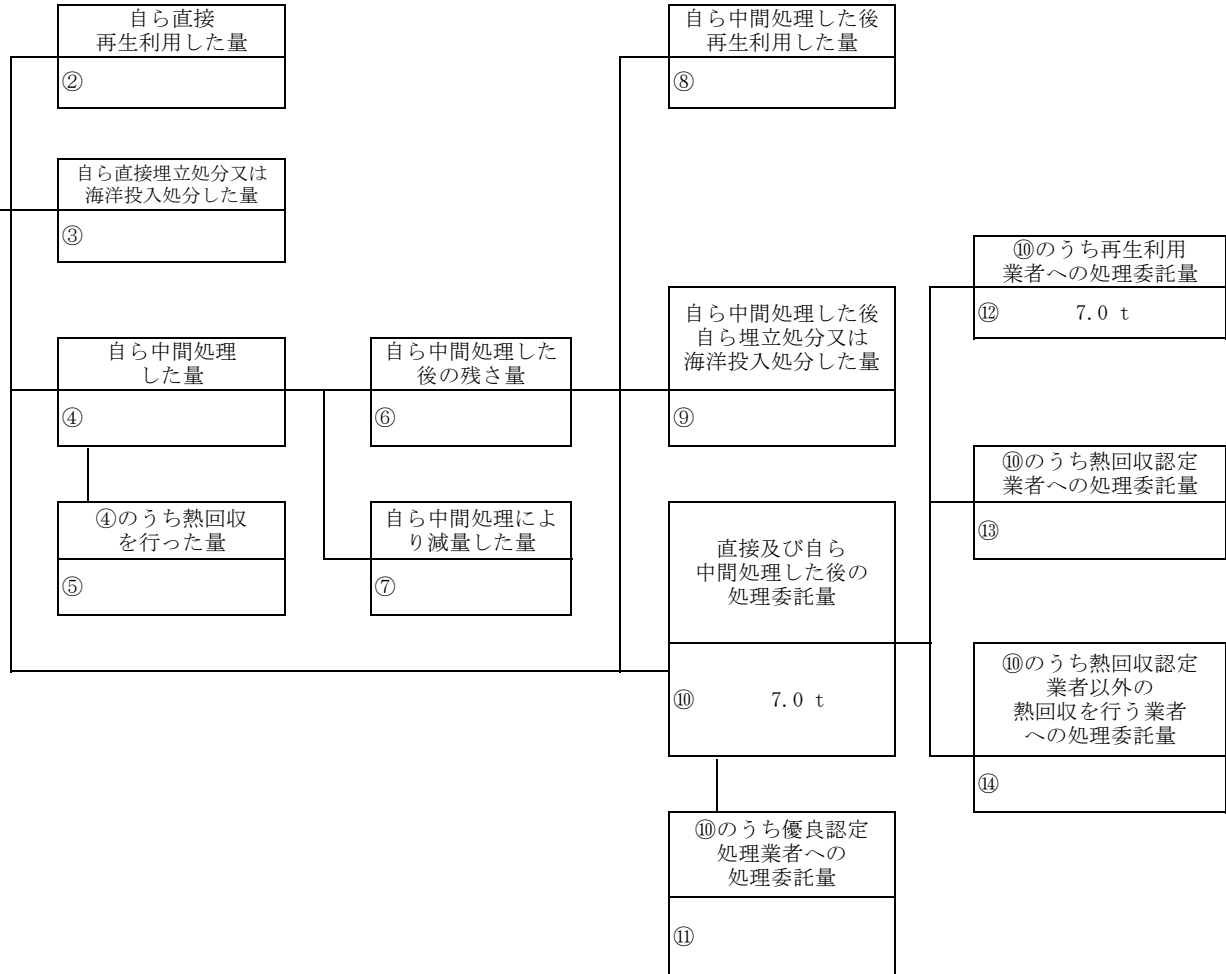 自ら直接
再生利用した量
②
自ら中間処理した後
再生利用した量
⑧
自ら直接埋立処分又は
海洋投入処分した量
③
⑩のうち再生利用
業者への処理委託量
⑫ 7.0 t
自ら中間処理した後
自ら埋立処分又は
海洋投入処分した量
⑨
自ら中間処理
した量
④
自ら中間処理した
後の残さ量
⑥
⑩のうち熱回収認定
業者への処理委託量
⑬
④のうち熱回収
を行った量
⑤
自ら中間処理によ
り減量した量
⑦
直接及び自ら
中間処理した後の
処理委託量
⑩ 7.0 t
⑩のうち熱回収認定
業者以外の
熱回収を行う業者
への処理委託量
⑭
⑩のうち優良認定
処理業者への
処理委託量
⑪